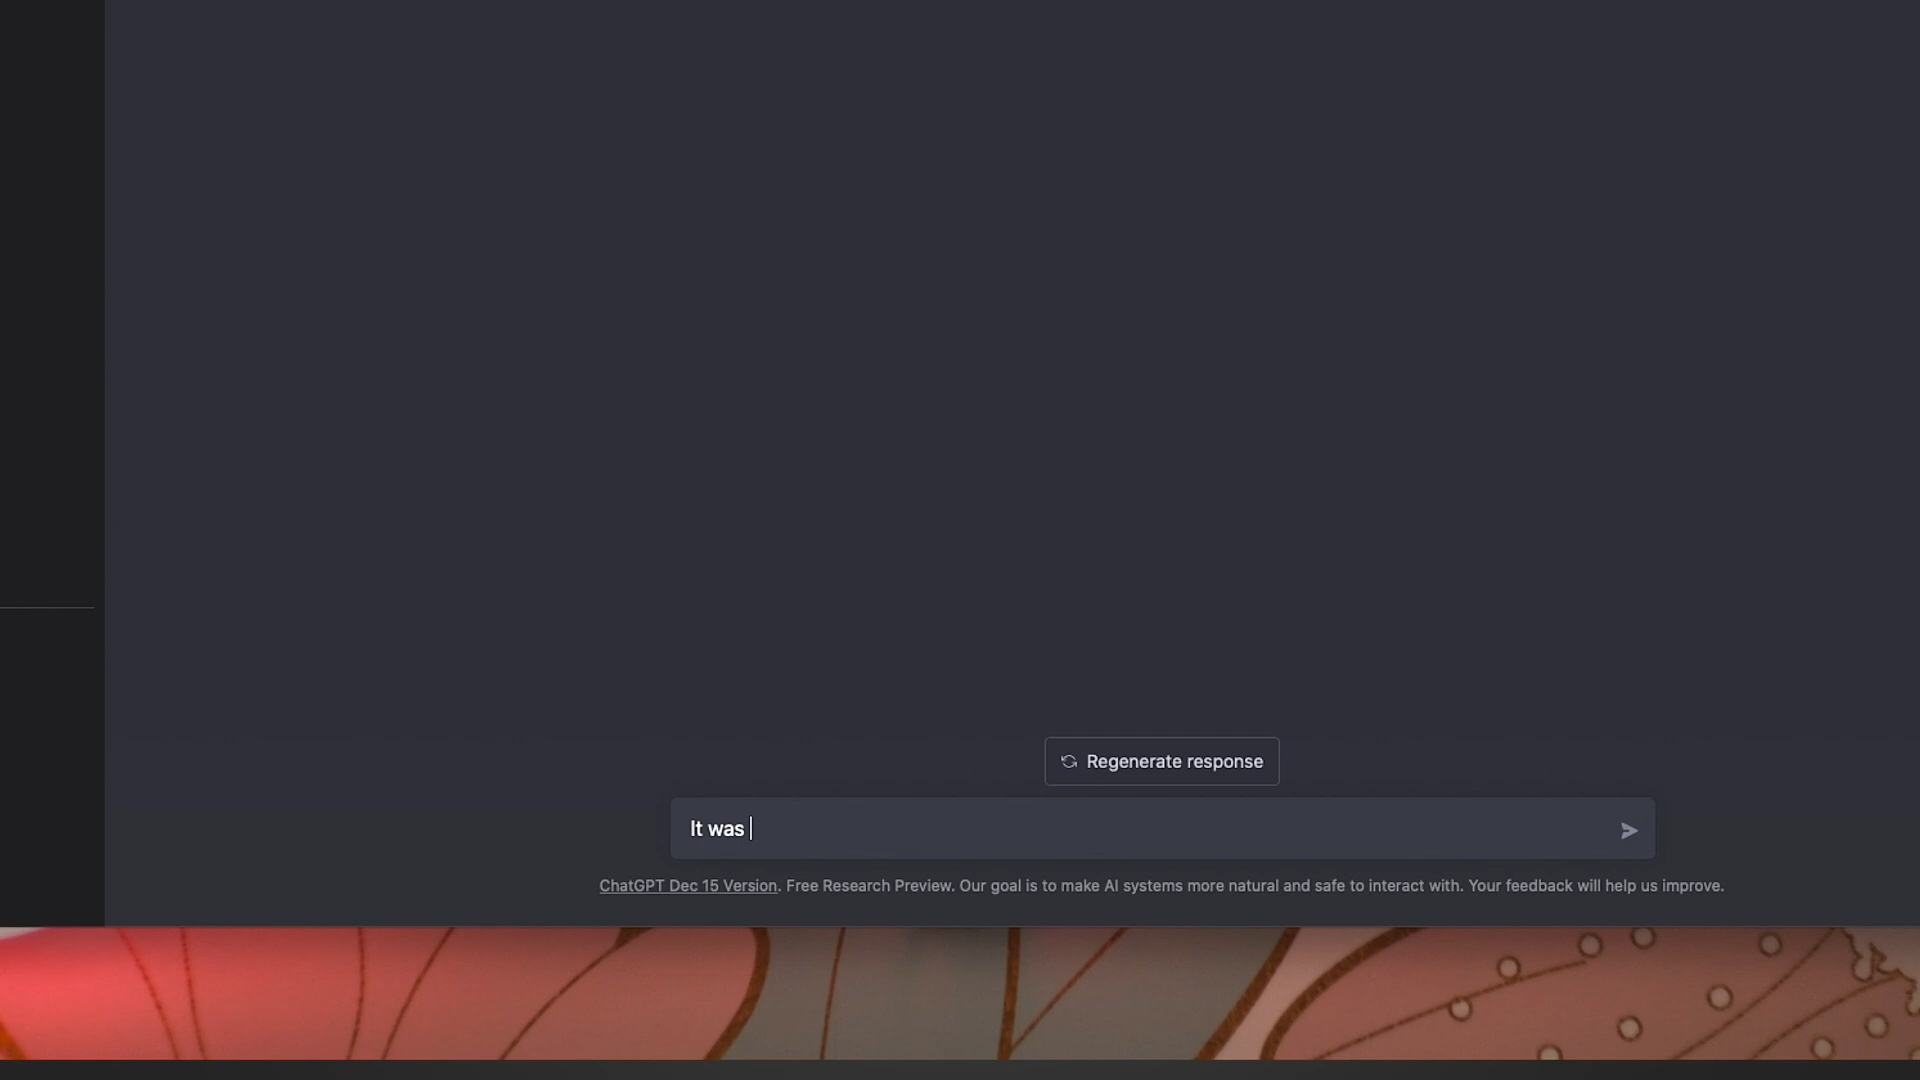 Regenerate response
It was
ChatGPT Dec 15 Version. Free Research Preview. Our goal is to make AI systems more natural and safe to interact with. Your feedback will help us improve.